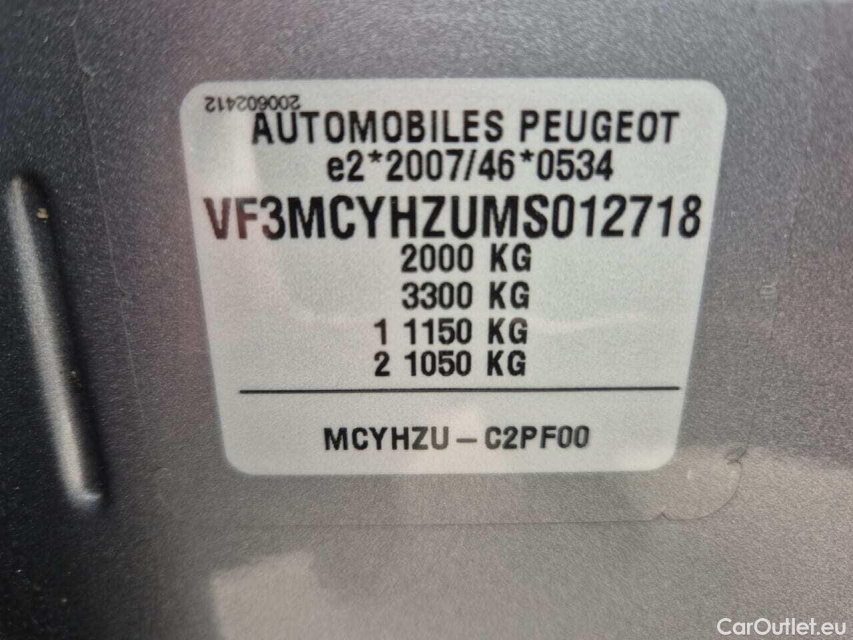 200602412
AUTOMOBILES PEUGEOT
e2*2007/46*0534
VF3MCYHZUMS012718
2000 KG
3300 KG
1 1150 KG
2 1050 KG
MCYHZU – C2PF00
CarOutlet.eu